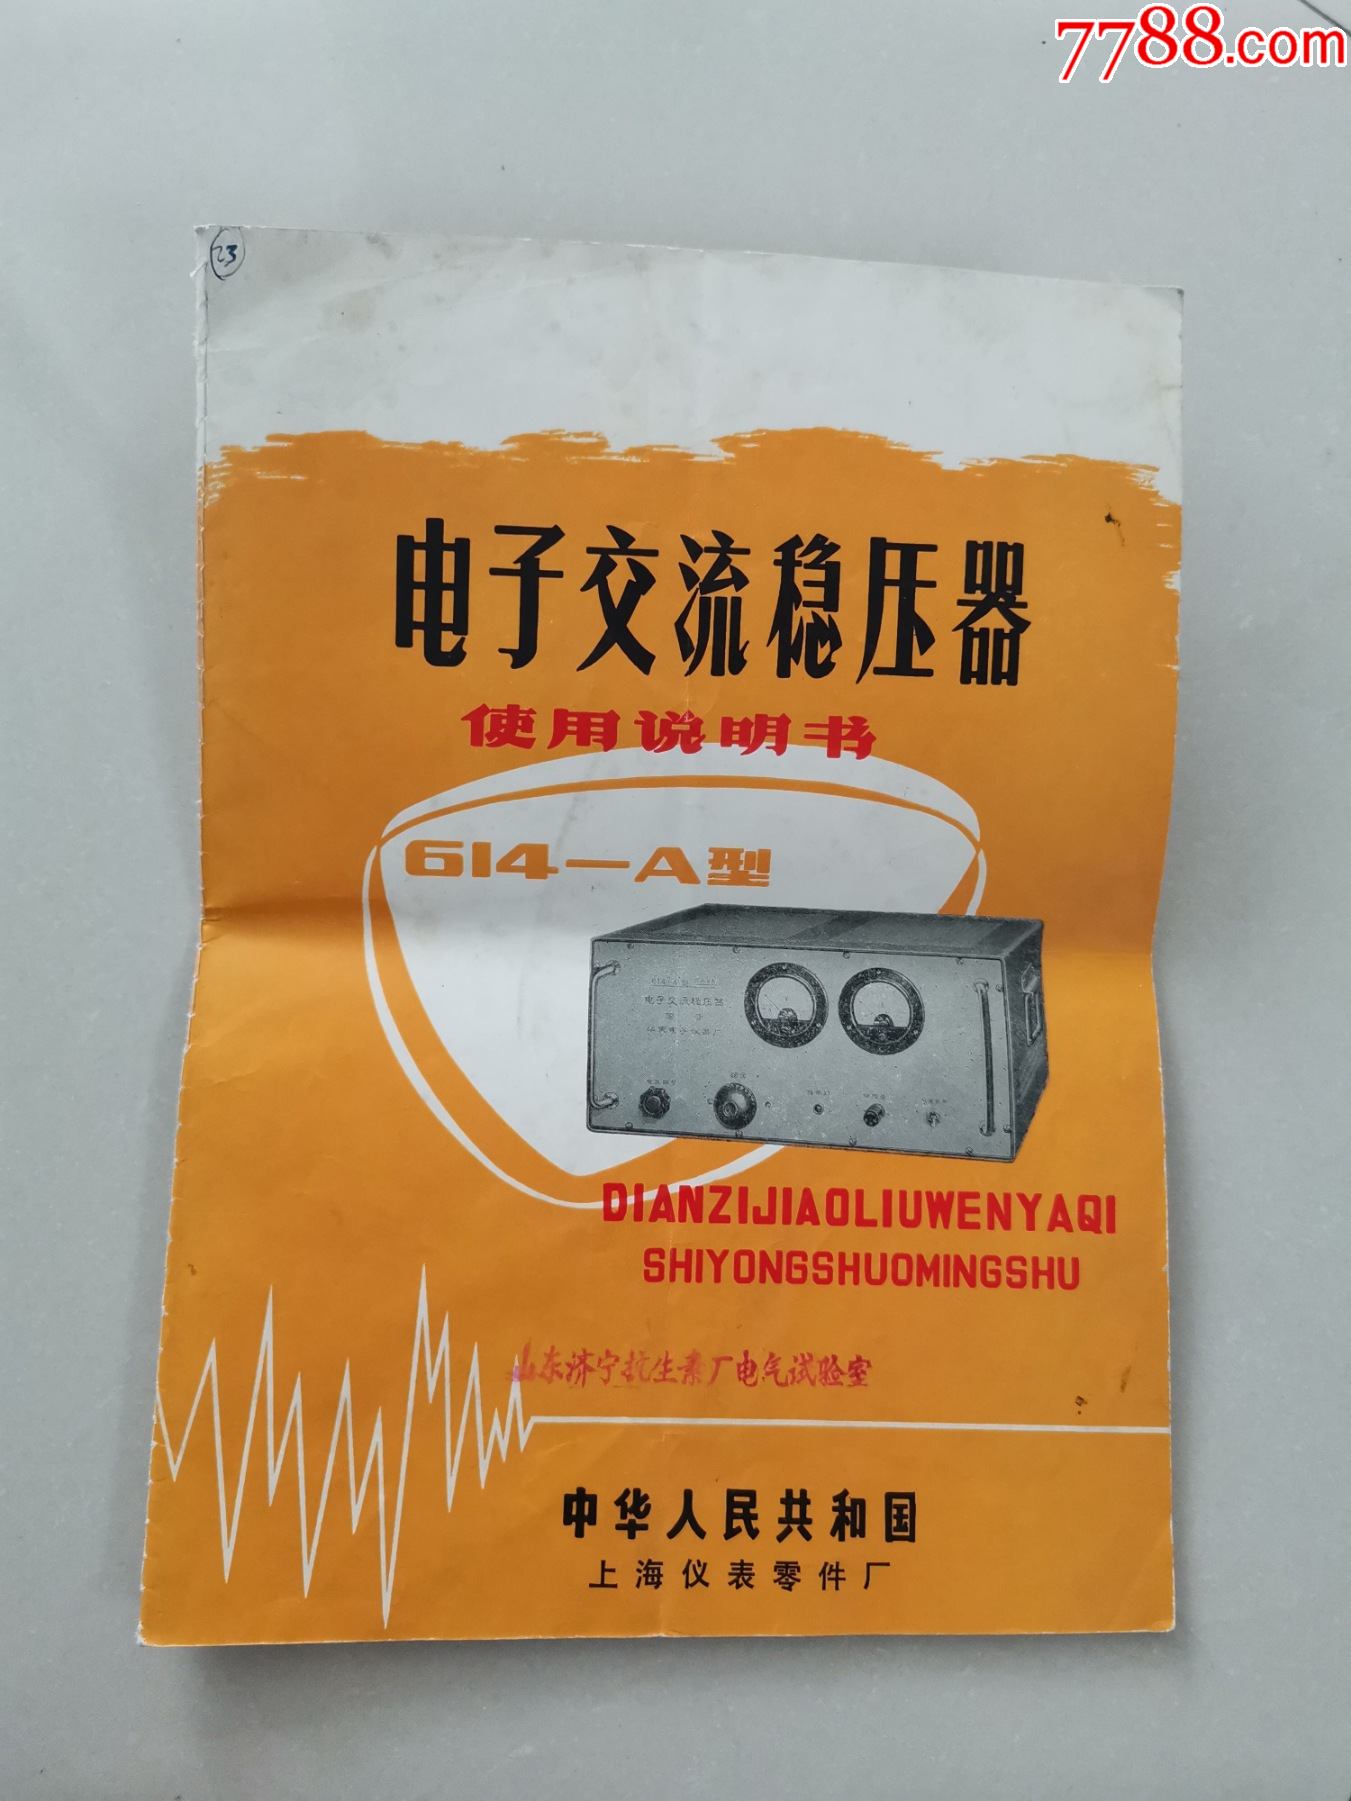 7788.com
23
电子交流稳压器
使用说明书
614-A型
电子交流稳压器
DIANZIJIAOLIUWENYAQI
SHIYONGSHUOMINGSHU
山东济宁抗生素厂电气试验室
中华人民共和国
上海仪表零件厂